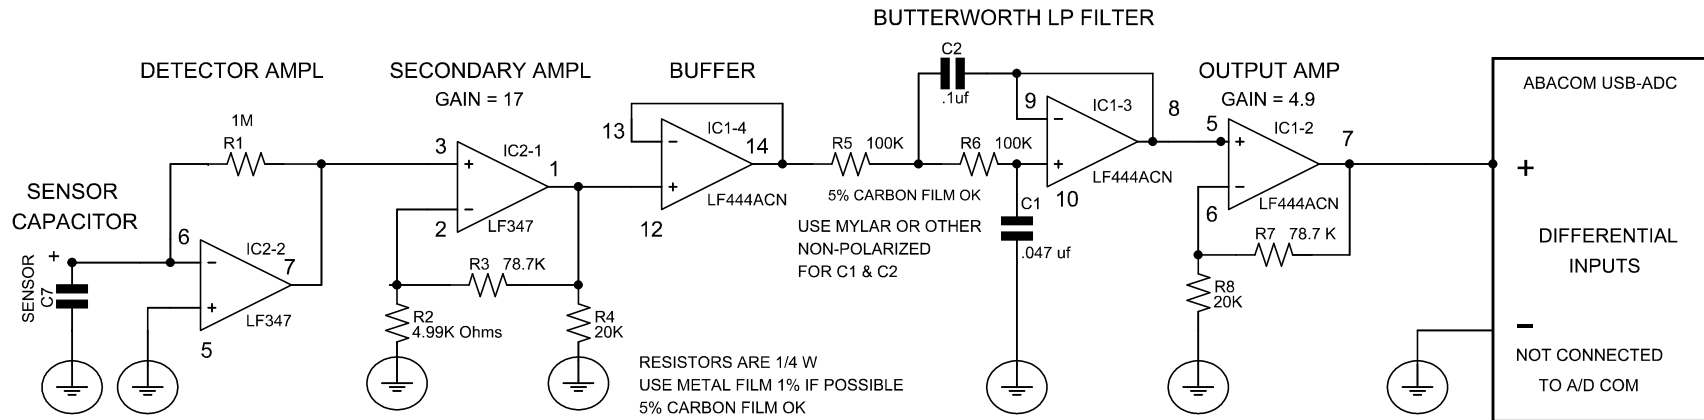 BUTTERWORTH LP FILTER
DETECTOR AMPL
SECONDARY AMPL
GAIN = 17
BUFFER
OUTPUT AMP
GAIN = 4.9
ABACOM USB-ADC
1M
R1
SENSOR
CAPACITOR
+
SENSOR
C7
6
-
+
5
IC2-2
7
LF347
3
+
-
2
IC2-1
1
LF347
R3 78.7K
R2
4.99K Ohms
R4
20K
13
-
+
12
IC1-4
14
LF444ACN
R5 100K
R6 100K
5% CARBON FILM OK
USE MYLAR OR OTHER
NON-POLARIZED
FOR C1 & C2
C2
.1uf
9
-
+
10
IC1-3
8
LF444ACN
C1
.047 uf
5
+
-
6
IC1-2
7
LF444ACN
R7 78.7 K
R8
20K
+
DIFFERENTIAL
INPUTS
-
NOT CONNECTED
TO A/D COM
RESISTORS ARE 1/4 W
USE METAL FILM 1% IF POSSIBLE
5% CARBON FILM OK